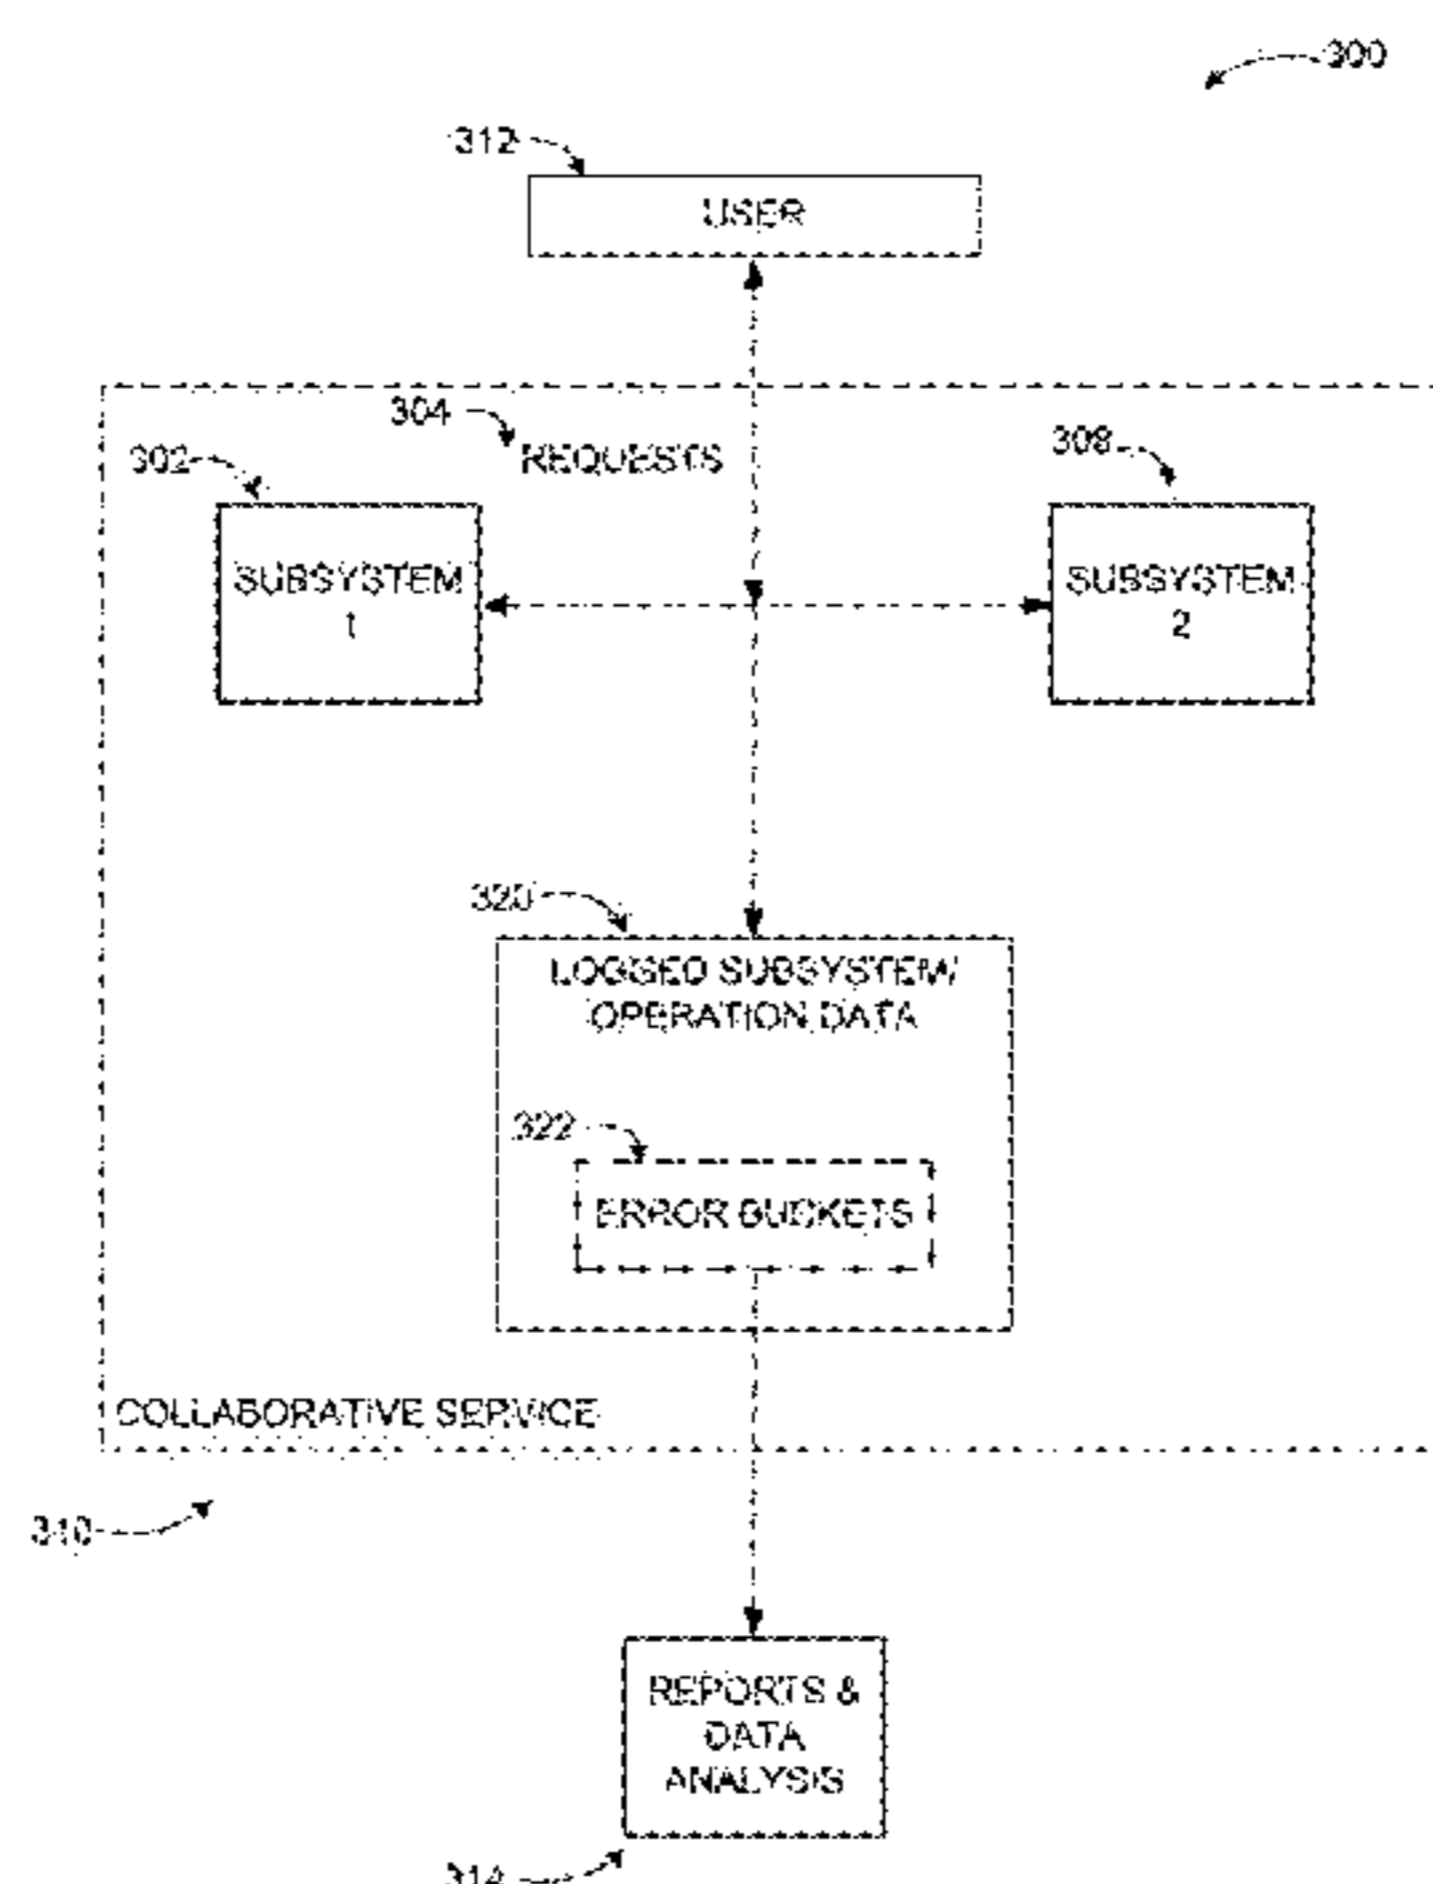 300
312
USER
304
REQUESTS
302
308
SUBSYSTEM
1
SUBSYSTEM
2
320
LOGGED SUBSYSTEM/
OPERATION DATA
322
ERROR BUCKETS
COLLABORATIVE SERVICE
310
REPORTS &
DATA
ANALYSIS
314